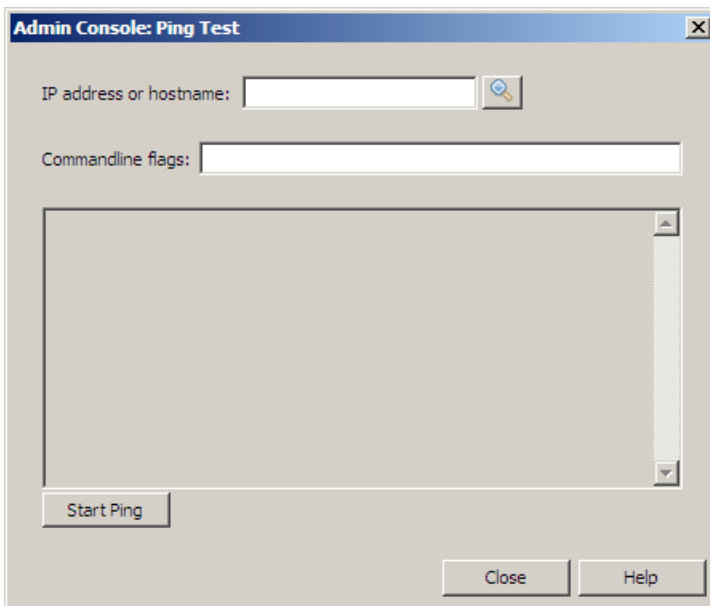 Admin Console: Ping Test
IP address or hostname:
Commandline flags:
Start Ping
Close Help